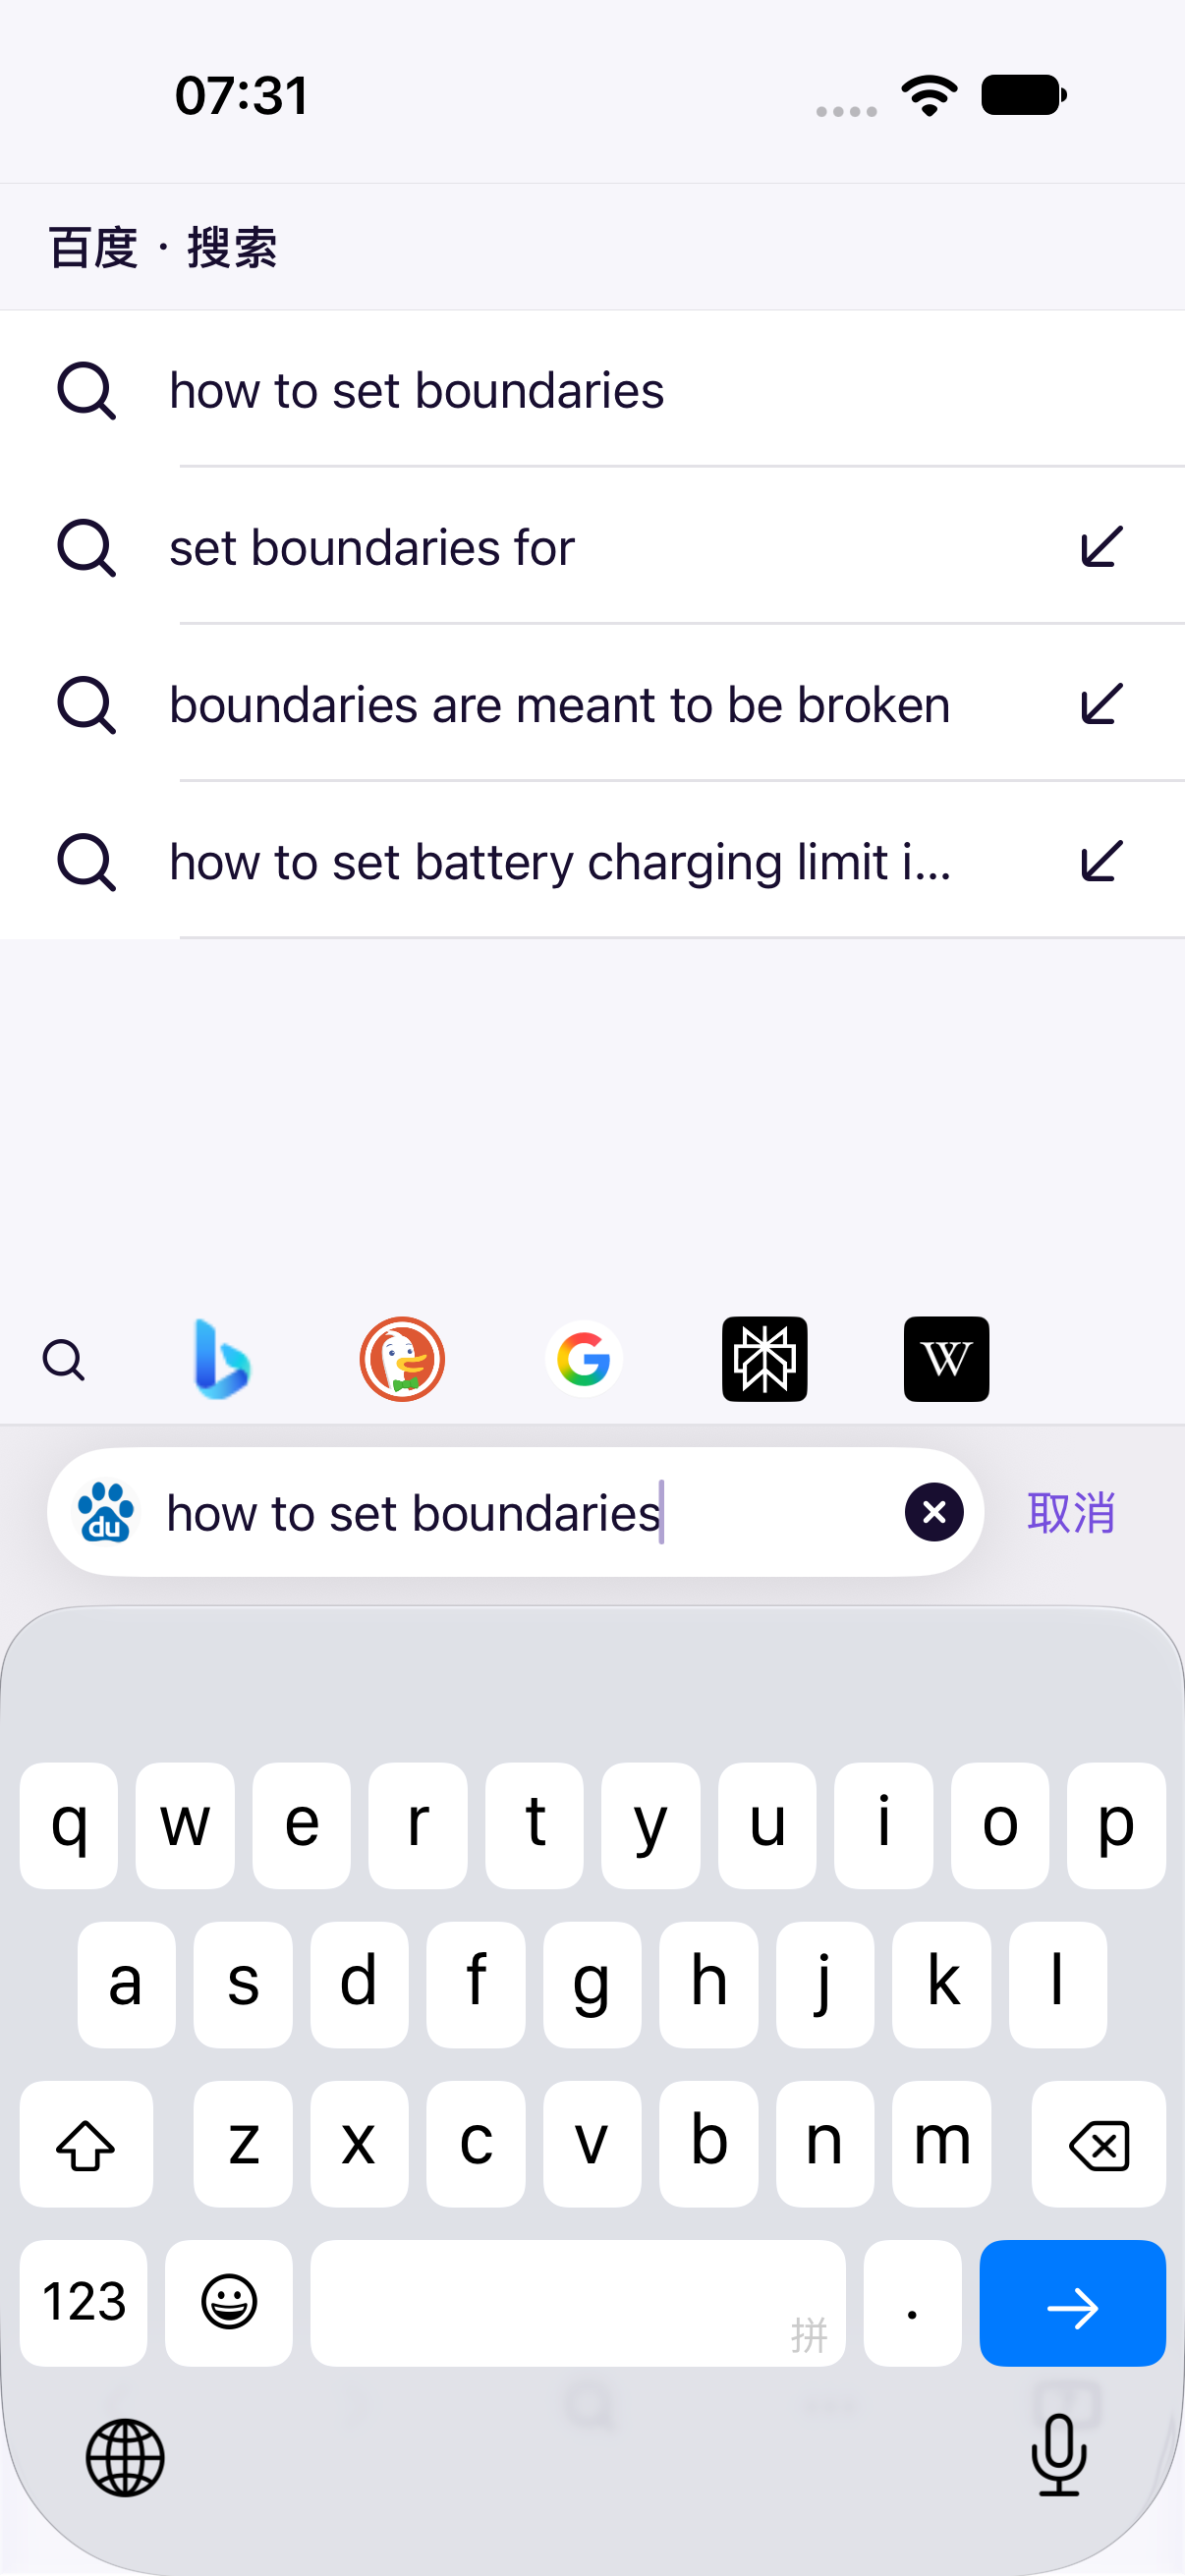 07:31
百度 · 搜索
how to set boundaries
set boundaries for
boundaries are meant to be broken
how to set battery charging limit i...
W
du
how to set boundaries
取消
q w e r t y u i o p
a s d f g h j k l
z x c v b n m
123
拼
.